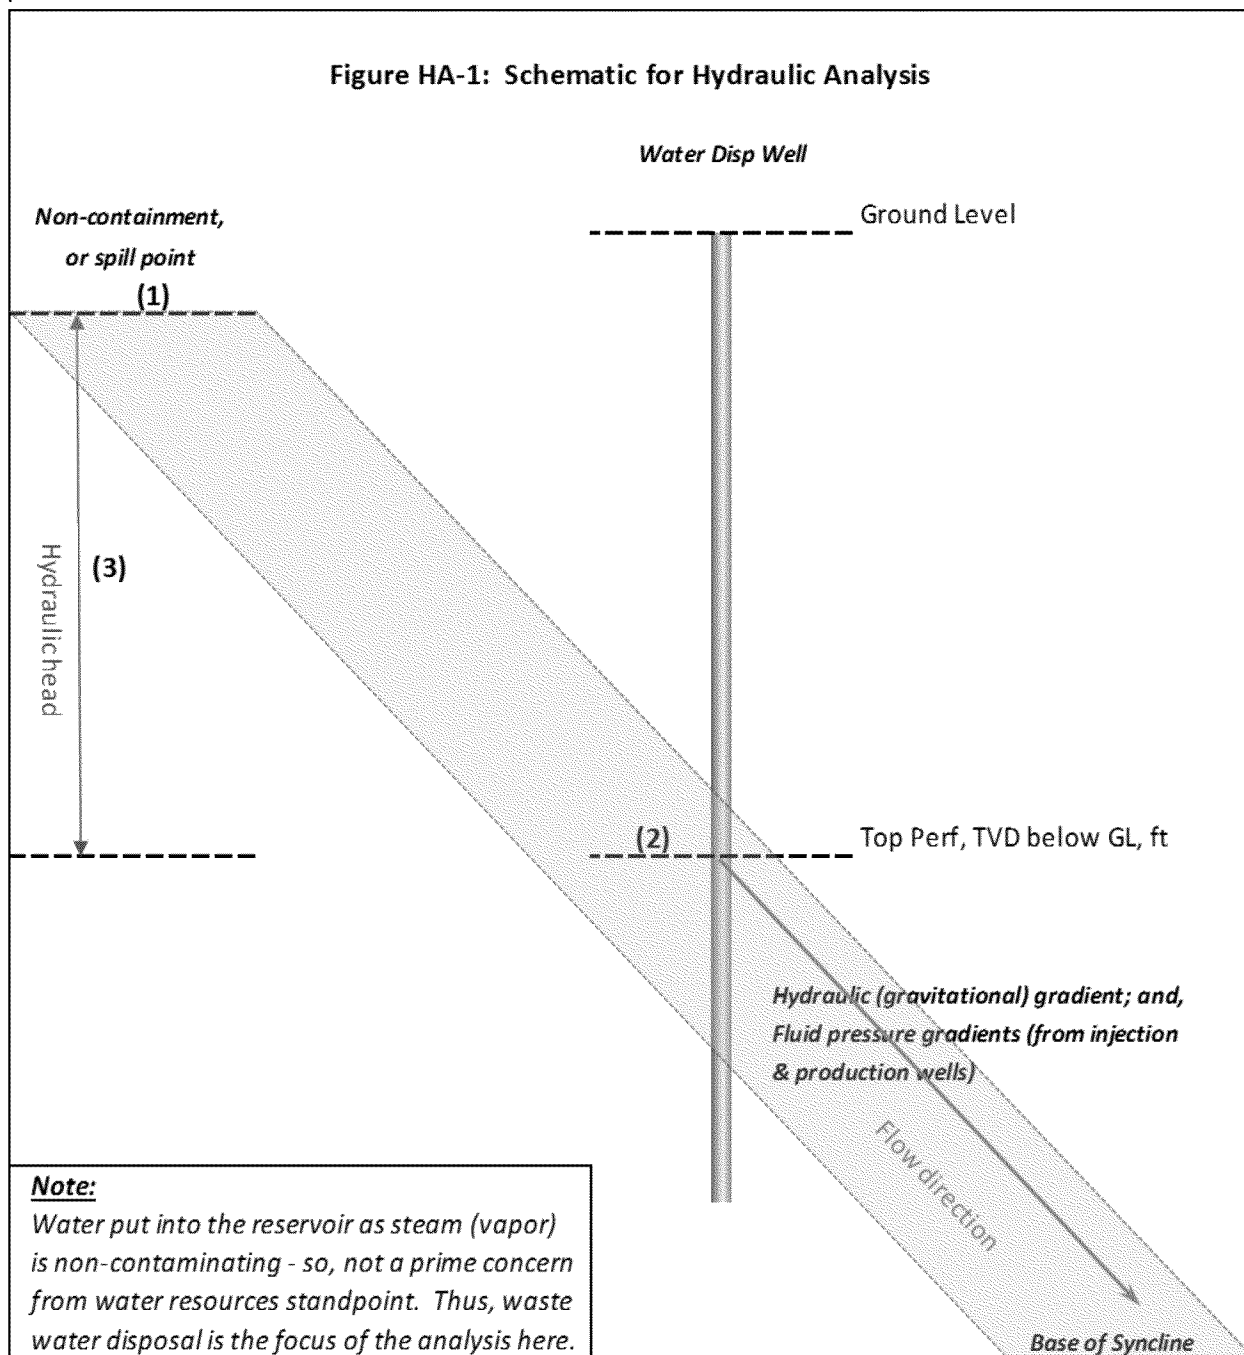 Figure HA-1: Schematic for Hydraulic Analysis
Water Disp Well
Non-containment,
or spill point
(1)
Ground Level
Hydraulic head
(3)
(2)
Top Perf, TVD below GL, ft
Hydraulic (gravitational) gradient; and,
Fluid pressure gradients (from injection
& production wells)
Flow direction
Note:
Water put into the reservoir as steam (vapor)
is non-contaminating - so, not a prime concern
from water resources standpoint. Thus, waste
water disposal is the focus of the analysis here.
Base of Syncline